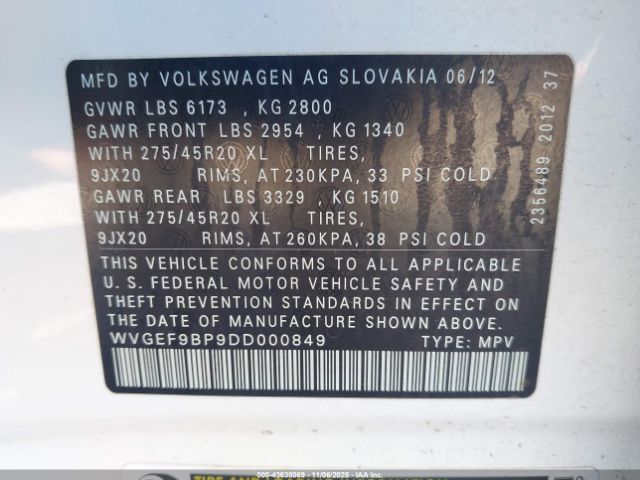 MFD BY VOLKSWAGEN AG SLOVAKIA 06/12
GVWR LBS 6173 , KG 2800
GAWR FRONT LBS 2954 , KG 1340
WITH 275/45R20 XL TIRES,
9JX20 RIMS, AT 230KPA, 33 PSI COLD
GAWR REAR LBS 3329 , KG 1510
WITH 275/45R20 XL TIRES,
9JX20 RIMS, AT 260KPA, 38 PSI COLD
THIS VEHICLE CONFORMS TO ALL APPLICABLE
U. S. FEDERAL MOTOR VEHICLE SAFETY AND
THEFT PREVENTION STANDARDS IN EFFECT ON
THE DATE OF MANUFACTURE SHOWN ABOVE
WVGEF9BP9DD000849 TYPE: MPV
2356489 2012 37
000-43638069 - 11/06/2025 - IAAI.COM